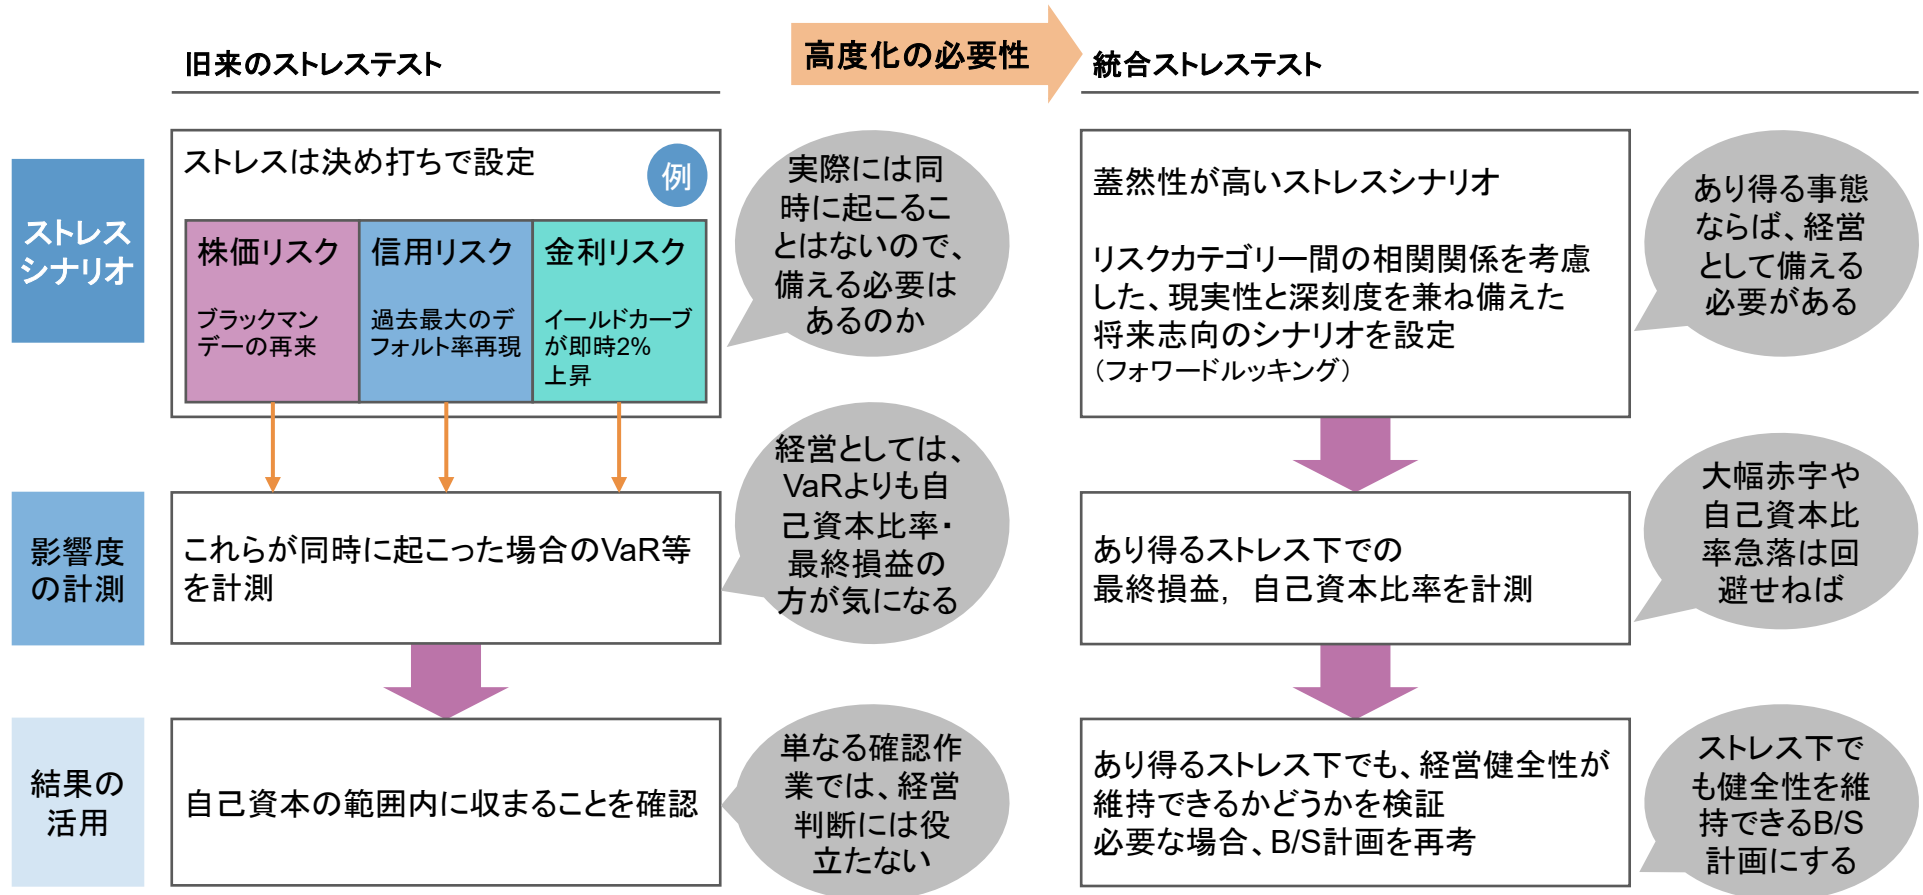 高度化の必要性
旧来のストレステスト
統合ストレステスト
ストレス
シナリオ
ストレスは決め打ちで設定
例
株価リスク
ブラックマン
デーの再来
信用リスク
過去最大のデ
フォルト率再現
金利リスク
イールドカーブ
が即時2%
上昇
実際には同
時に起こるこ
とはないので、
備える必要は
あるのか
蓋然性が高いストレスシナリオ
リスクカテゴリー間の相関関係を考慮
した、現実性と深刻度を兼ね備えた
将来志向のシナリオを設定
（フォワードルッキング）
あり得る事態
ならば、経営
として備える
必要がある
影響度
の計測
これらが同時に起こった場合のVaR等
を計測
経営としては、
VaRよりも自
己資本比率・
最終損益の
方が気になる
あり得るストレス下での
最終損益, 自己資本比率を計測
大幅赤字や
自己資本比
率急落は回
避せねば
結果の
活用
自己資本の範囲内に収まることを確認
単なる確認作
業では、経営
判断には役
立たない
あり得るストレス下でも、経営健全性が
維持できるかどうかを検証
必要な場合、B/S計画を再考
ストレス下で
も健全性を維
持できるB/S
計画にする